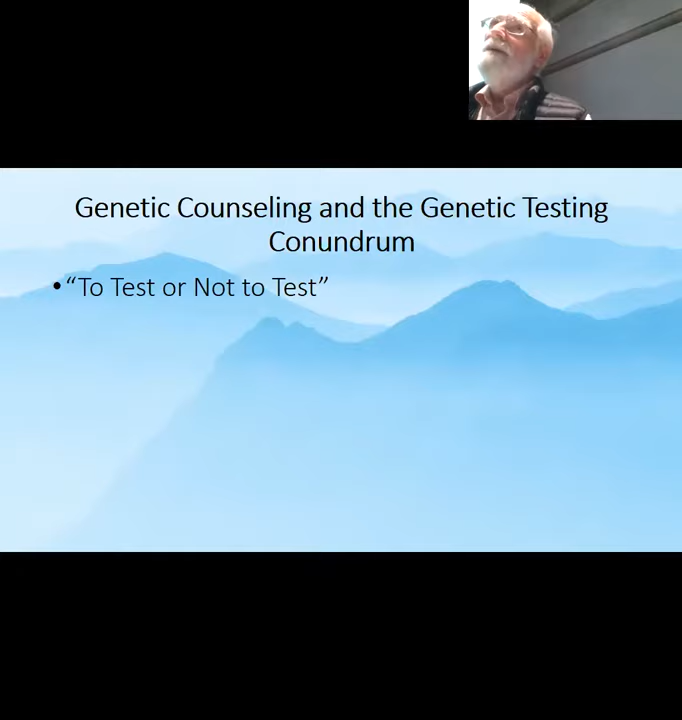 Genetic Counseling and the Genetic Testing
Conundrum
•“To Test or Not to Test”